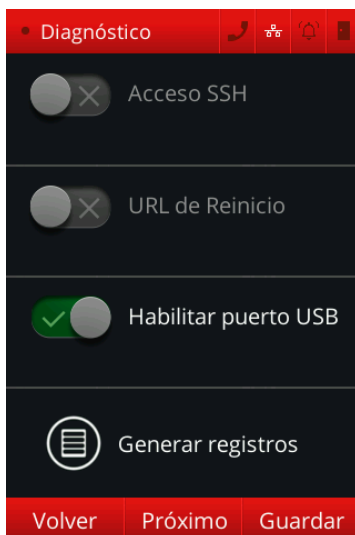 Diagnóstico
Acceso SSH
URL de Reinicio
Habilitar puerto USB
Generar registros
Volver Próximo Guardar